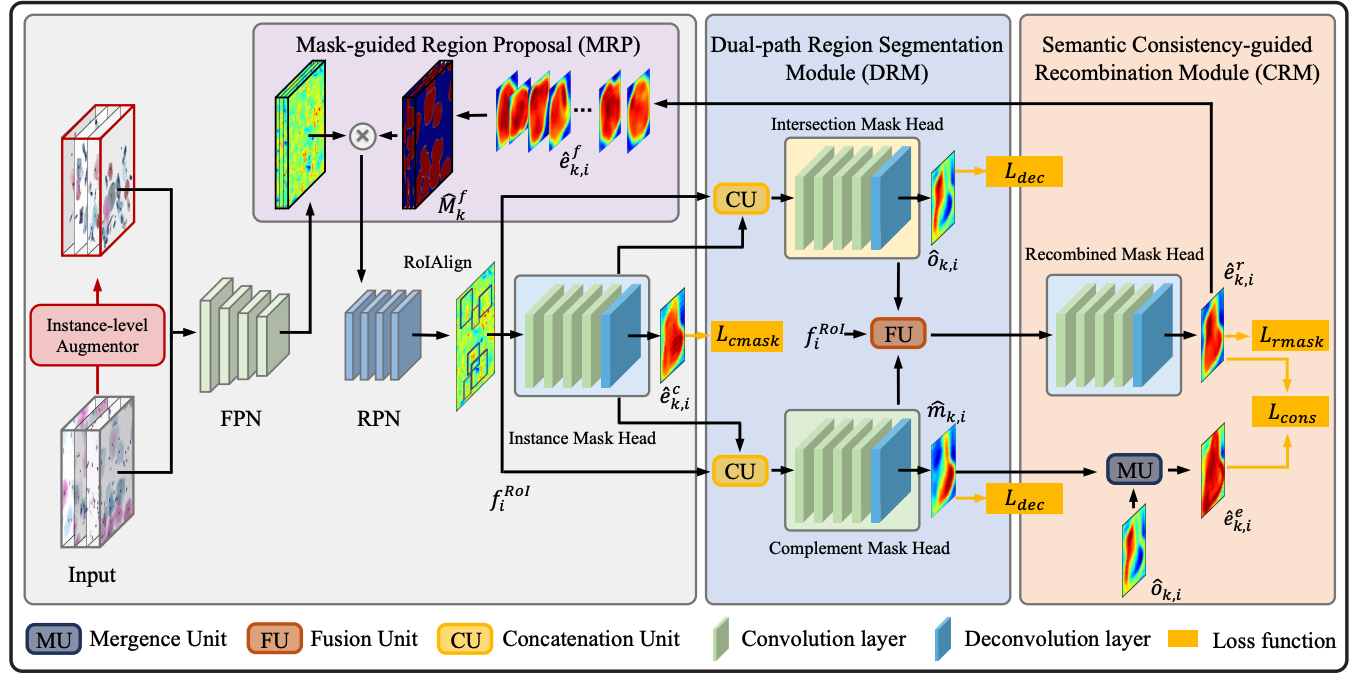 Mask-guided Region Proposal (MRP)
$\hat{e}^{f}_{k,i}$
...
$\widehat{M}^{f}_{k}$
Instance-level
Augmentor
Input
FPN
RPN
RoIAlign
Instance Mask Head
$\hat{e}^{c}_{k,i}$
$L_{cmask}$
$f^{RoI}_{i}$
Dual-path Region Segmentation
Module (DRM)
Intersection Mask Head
CU
$\hat{o}_{k,i}$
$L_{dec}$
$f^{RoI}_{i}$
FU
$\widehat{m}_{k,i}$
CU
$L_{dec}$
Complement Mask Head
Semantic Consistency-guided
Recombination Module (CRM)
Recombined Mask Head
$\hat{e}^{r}_{k,i}$
$L_{rmask}$
$L_{cons}$
MU
$\hat{e}^{e}_{k,i}$
$\hat{o}_{k,i}$
MU Mergence Unit FU Fusion Unit CU Concatenation Unit Convolution layer Deconvolution layer Loss function